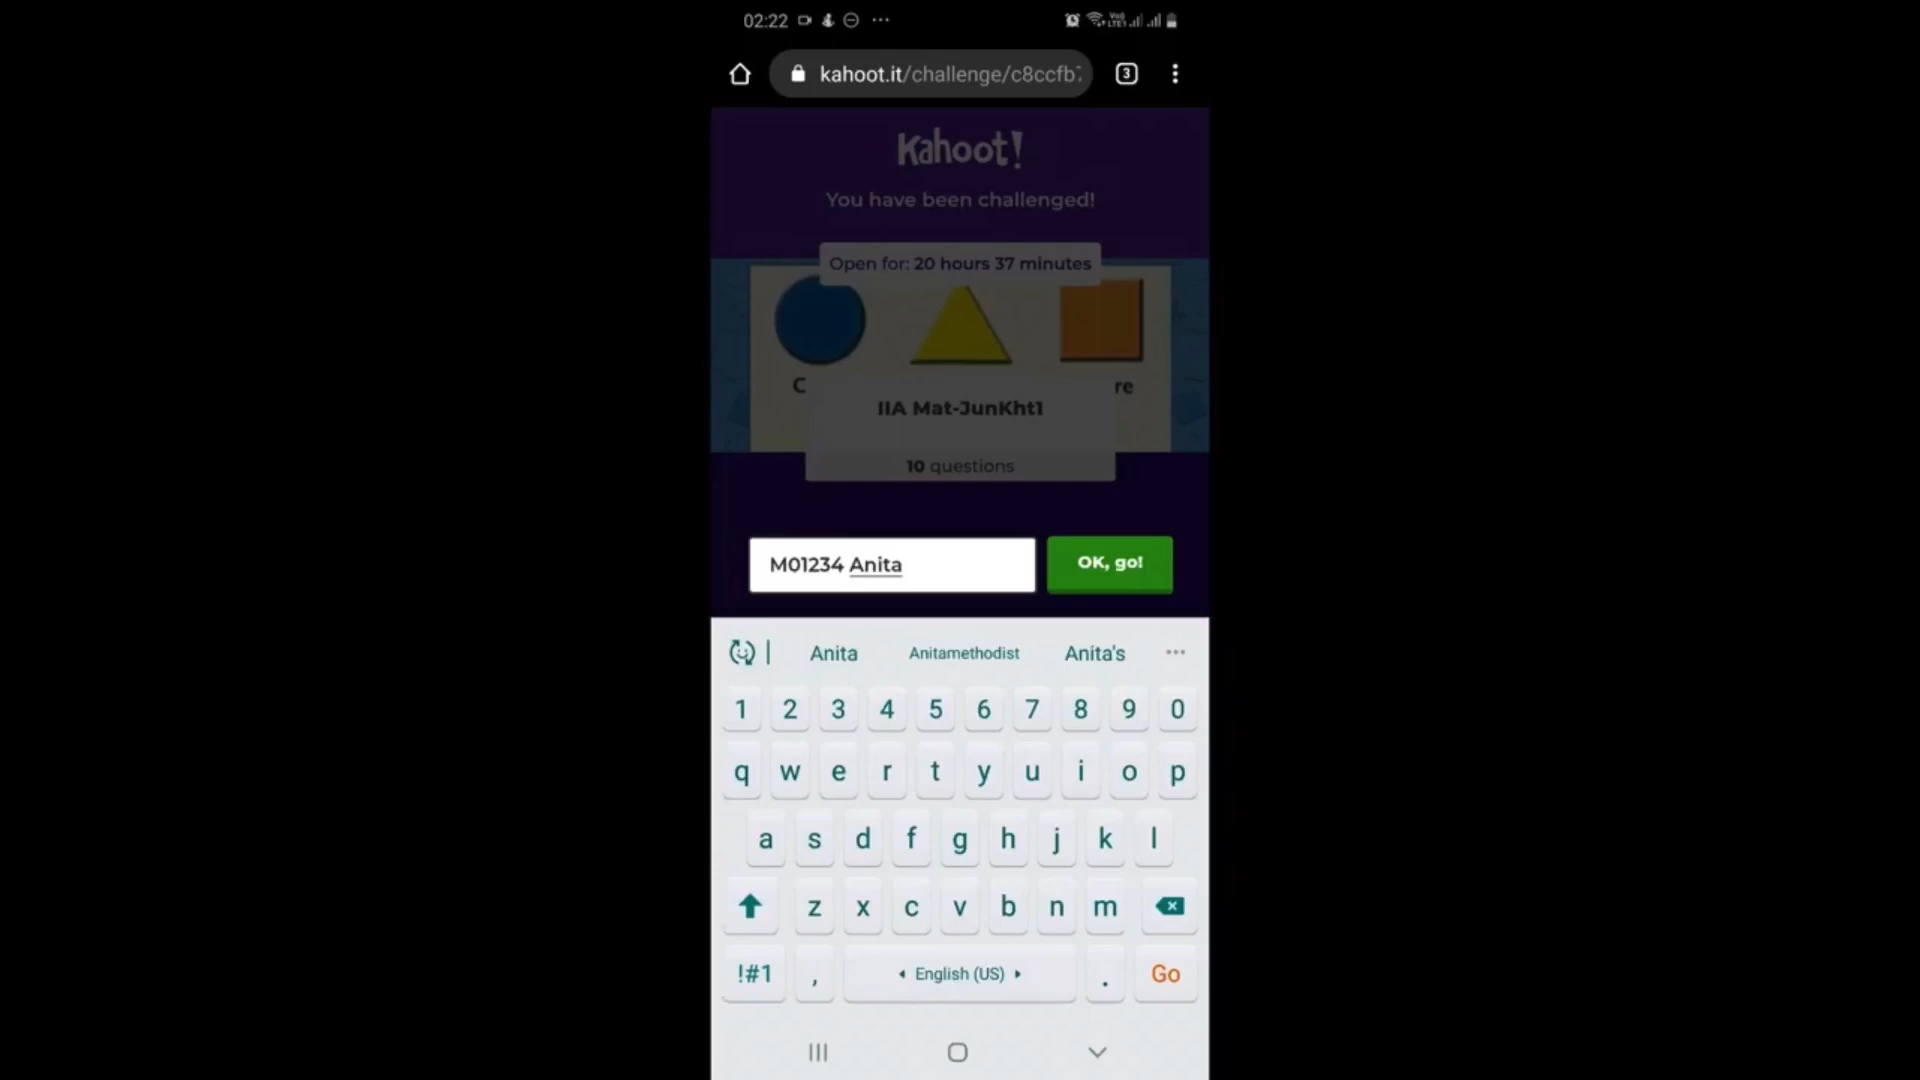 02:22
kahoot.it/challenge/c8ccfb7
3
Kahoot!
You have been challenged!
Open for: 20 hours 37 minutes
C re
IIA Mat-JunKht1
10 questions
M01234 Anita
OK, go!
Anita Anitamethodist Anita's
1 2 3 4 5 6 7 8 9 0
q w e r t y u i o p
a s d f g h j k l
z x c v b n m
!#1 , English (US) . Go